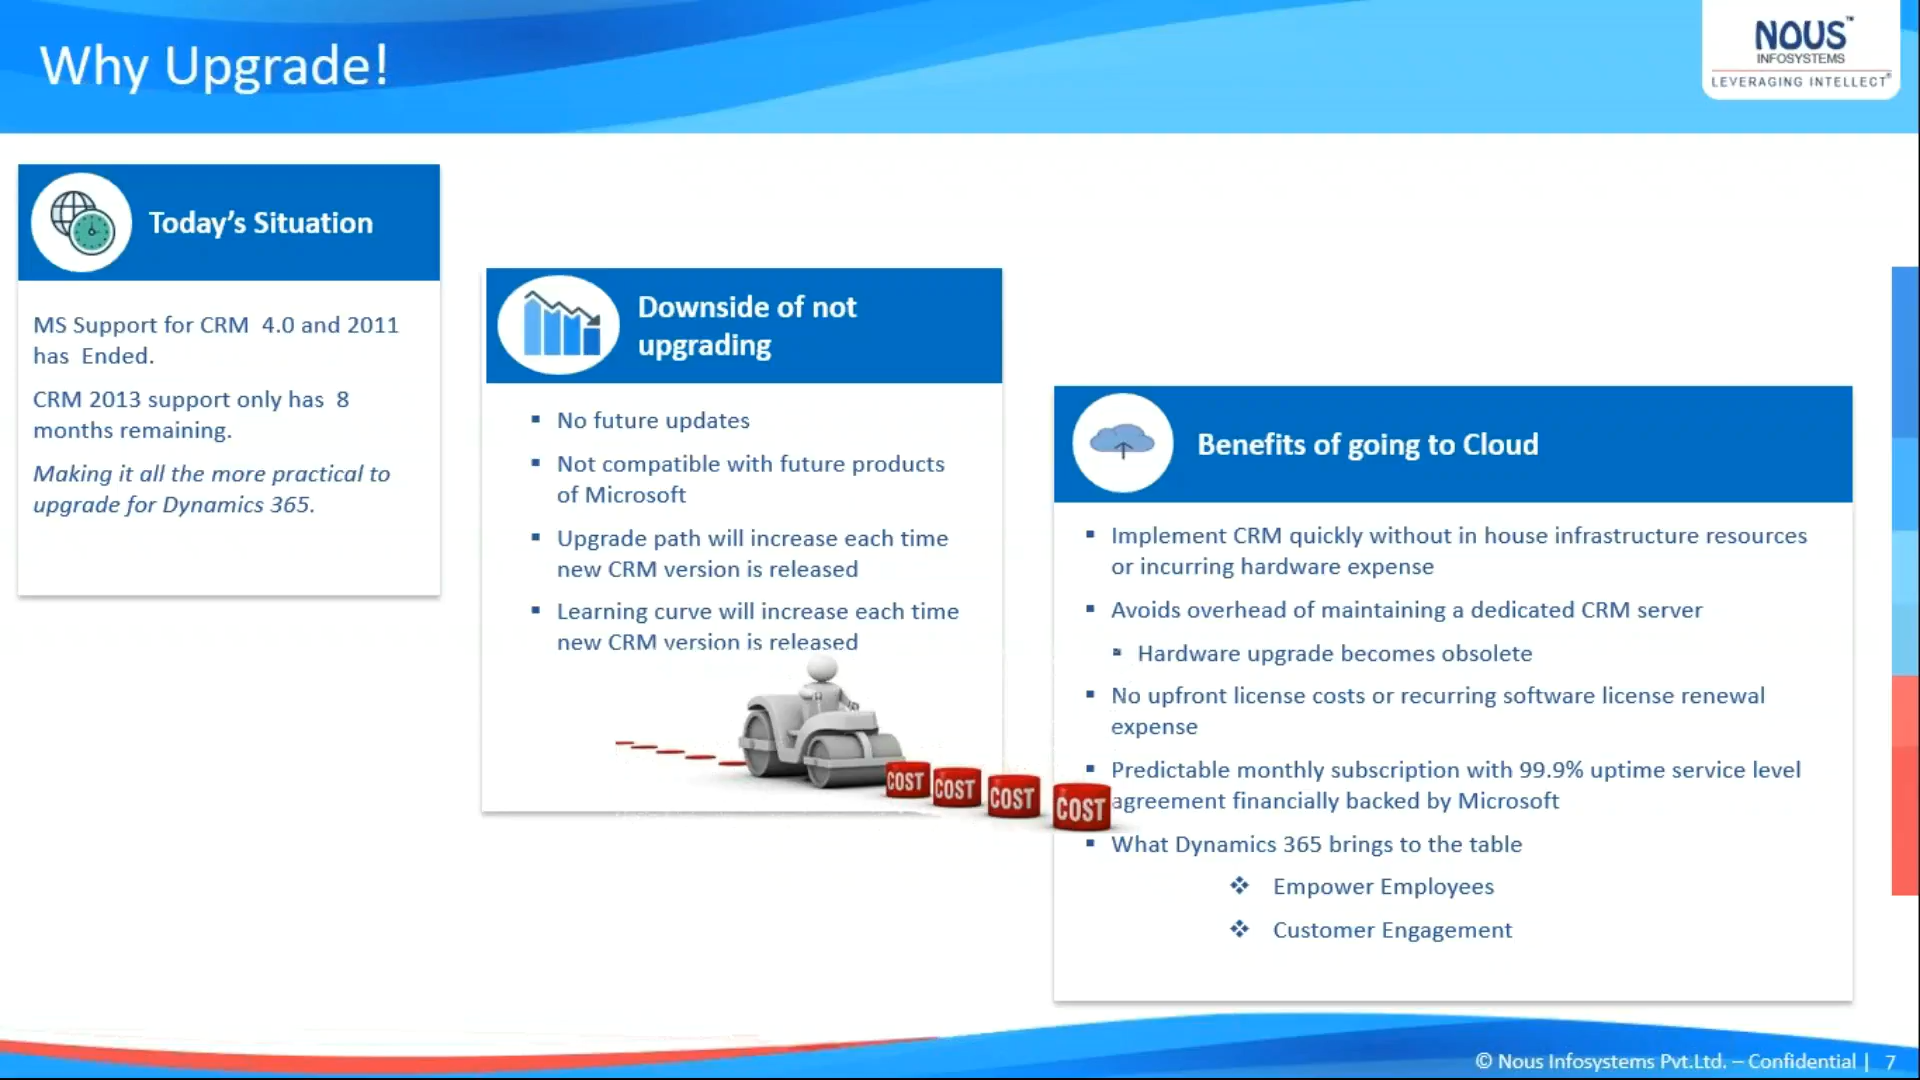 Why Upgrade!
NOUS™
INFOSYSTEMS
LEVERAGING INTELLECT®
Today's Situation
MS Support for CRM 4.0 and 2011
has Ended.
CRM 2013 support only has 8
months remaining.
Making it all the more practical to
upgrade for Dynamics 365.
Downside of not
upgrading
▪ No future updates
▪ Not compatible with future products
of Microsoft
▪ Upgrade path will increase each time
new CRM version is released
▪ Learning curve will increase each time
new CRM version is released
COST COST COST COST
Benefits of going to Cloud
▪ Implement CRM quickly without in house infrastructure resources
or incurring hardware expense
▪ Avoids overhead of maintaining a dedicated CRM server
▪ Hardware upgrade becomes obsolete
▪ No upfront license costs or recurring software license renewal
expense
▪ Predictable monthly subscription with 99.9% uptime service level
agreement financially backed by Microsoft
▪ What Dynamics 365 brings to the table
❖ Empower Employees
❖ Customer Engagement
© Nous Infosystems Pvt.Ltd. – Confidential | 7